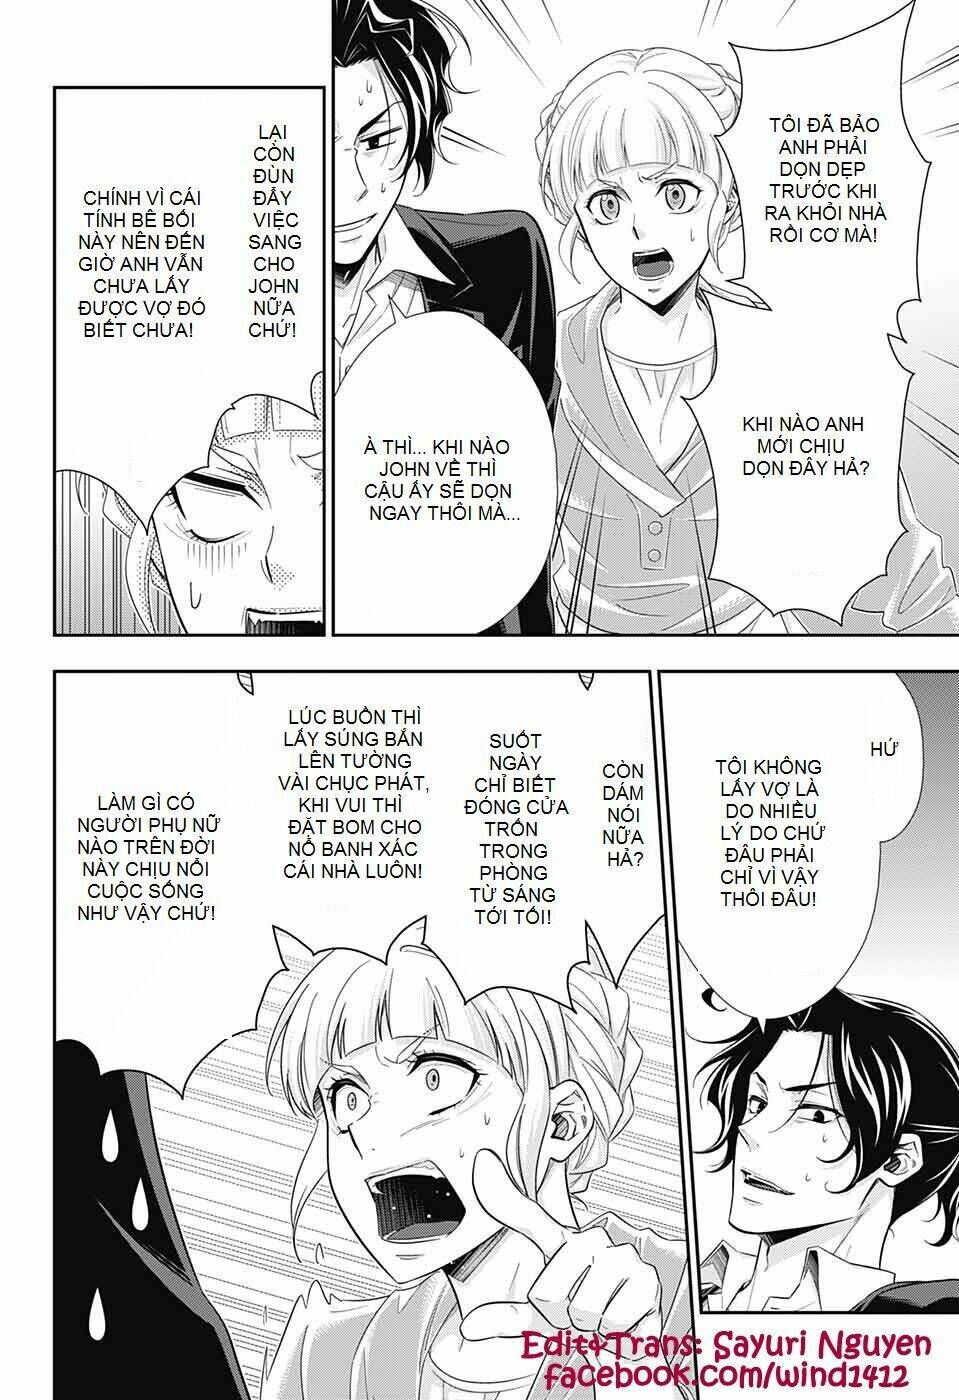 TÔI ĐÃ BẢO
ANH PHẢI
DỌN DẸP
TRƯỚC KHI
RA KHỎI NHÀ
RỒI CƠ MÀ!
KHI NÀO ANH
MỚI CHỊU
DỌN ĐÂY HẢ?
À THÌ... KHI NÀO
JOHN VỀ THÌ
CẬU ẤY SẼ DỌN
NGAY THÔI MÀ...
LẠI
CÒN
ĐÙN
ĐẨY
VIỆC
SANG
CHO
JOHN
NỮA
CHỨ!
CHÍNH VÌ CÁI
TÍNH BÊ BỐI
NÀY NÊN ĐẾN
GIỜ ANH VẪN
CHƯA LẤY
ĐƯỢC VỢ ĐÓ
BIẾT CHƯA!
HỨ
TÔI KHÔNG
LẤY VỢ LÀ
DO NHIỀU
LÝ DO CHỨ
ĐÂU PHẢI
CHỈ VÌ VẬY
THÔI ĐÂU!
CÒN
DÁM
NÓI
NỮA
HẢ?
SUỐT
NGÀY
CHỈ BIẾT
ĐÓNG CỬA
TRỐN
TRONG
PHÒNG
TỪ SÁNG
TỚI TỐI!
LÚC BUỒN THÌ
LẤY SÚNG BẮN
LÊN TƯỜNG
VÀI CHỤC PHÁT,
KHI VUI THÌ
ĐẶT BOM CHO
NỔ BANH XÁC
CÁI NHÀ LUÔN!
LÀM GÌ CÓ
NGƯỜI PHỤ NỮ
NÀO TRÊN ĐỜI
NÀY CHỊU NỔI
CUỘC SỐNG
NHƯ VẬY CHỨ!
Edit&Trans: Sayuri Nguyen
facebook.com/wind1412